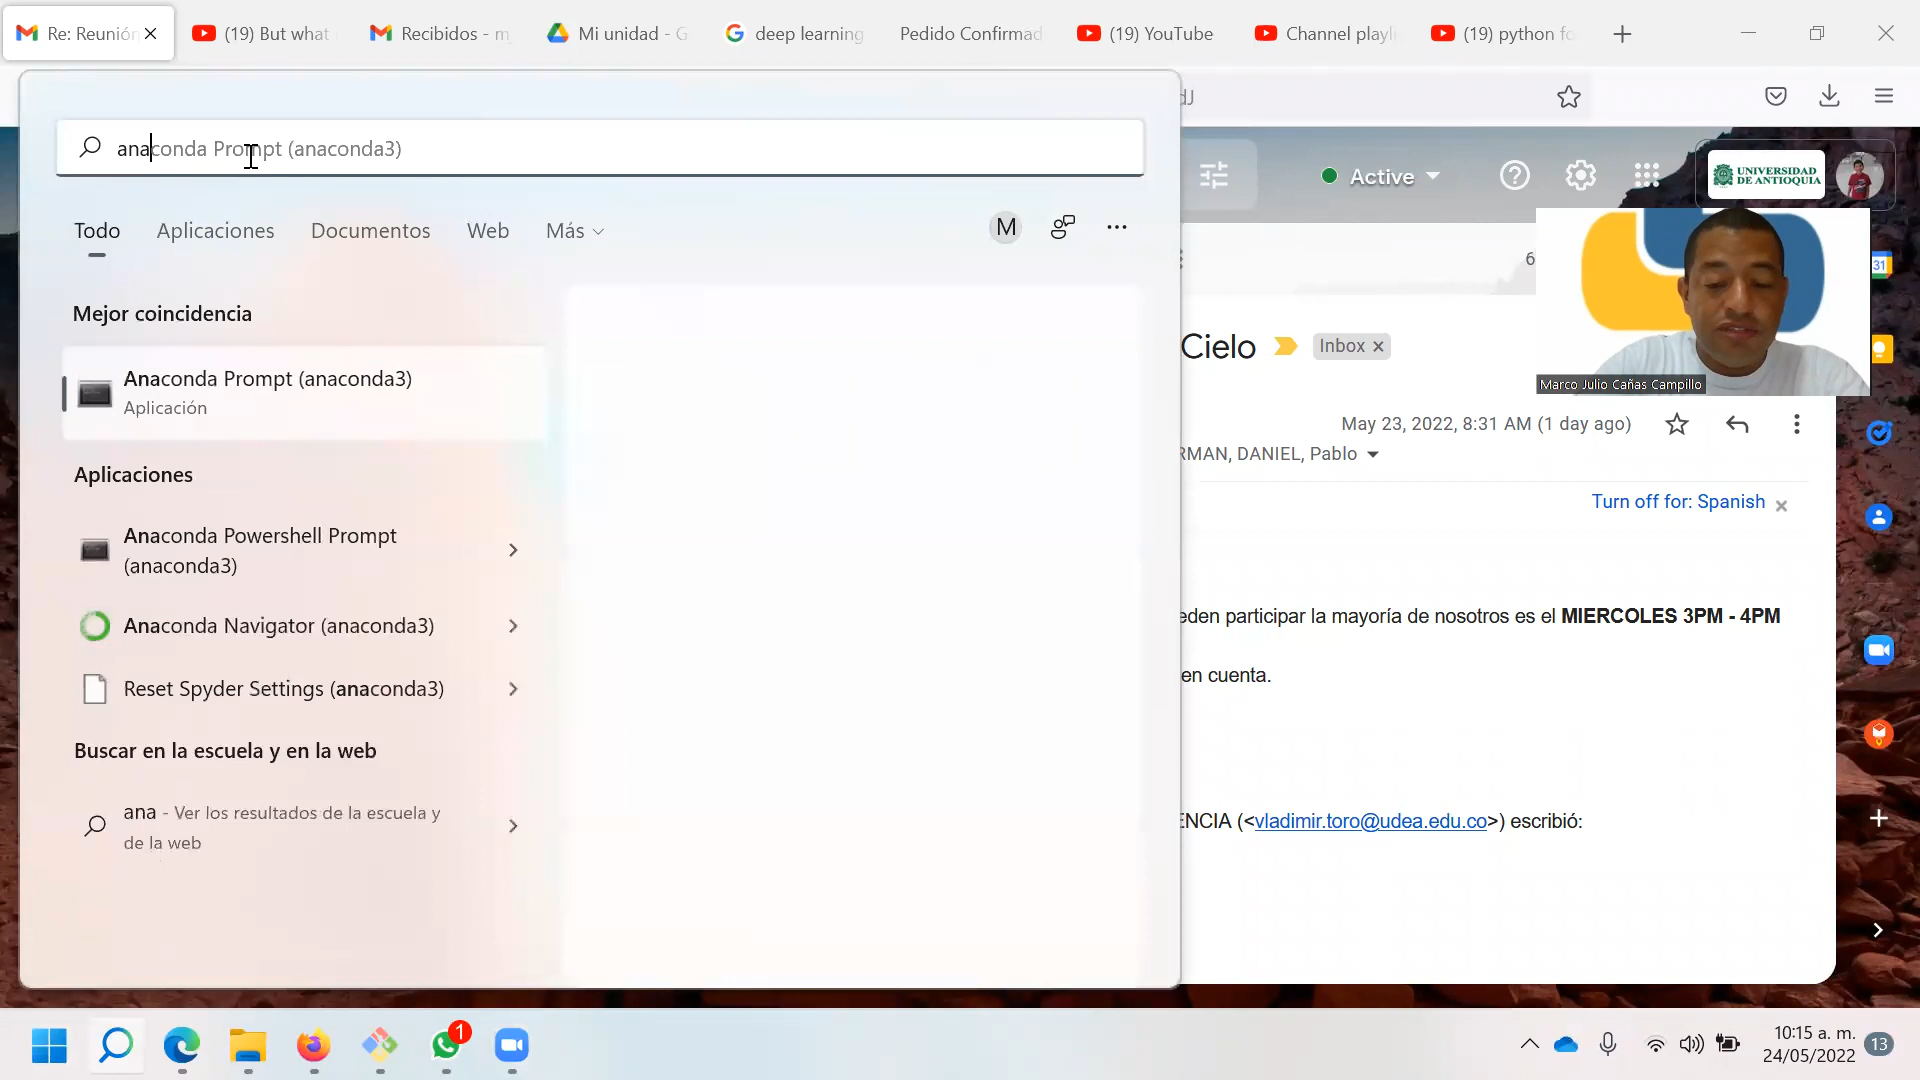 Re: Reunión
(19) But what
Recibidos - m
Mi unidad - G
deep learning
Pedido Confirmad
(19) YouTube
Channel playli
(19) python fo
anaconda Prompt (anaconda3)
Todo
Aplicaciones
Documentos
Web
Más
M
Mejor coincidencia
Anaconda Prompt (anaconda3)
Aplicación
Aplicaciones
Anaconda Powershell Prompt
(anaconda3)
Anaconda Navigator (anaconda3)
Reset Spyder Settings (anaconda3)
Buscar en la escuela y en la web
ana - Ver los resultados de la escuela y
de la web
Active
UNIVERSIDAD
DE ANTIOQUIA
6
31
Cielo
Inbox
Marco Julio Cañas Campillo
May 23, 2022, 8:31 AM (1 day ago)
RMAN, DANIEL, Pablo
Turn off for: Spanish
eden participar la mayoría de nosotros es el MIERCOLES 3PM - 4PM
en cuenta.
ENCIA (<vladimir.toro@udea.edu.co>) escribió:
1
10:15 a. m.
24/05/2022
13